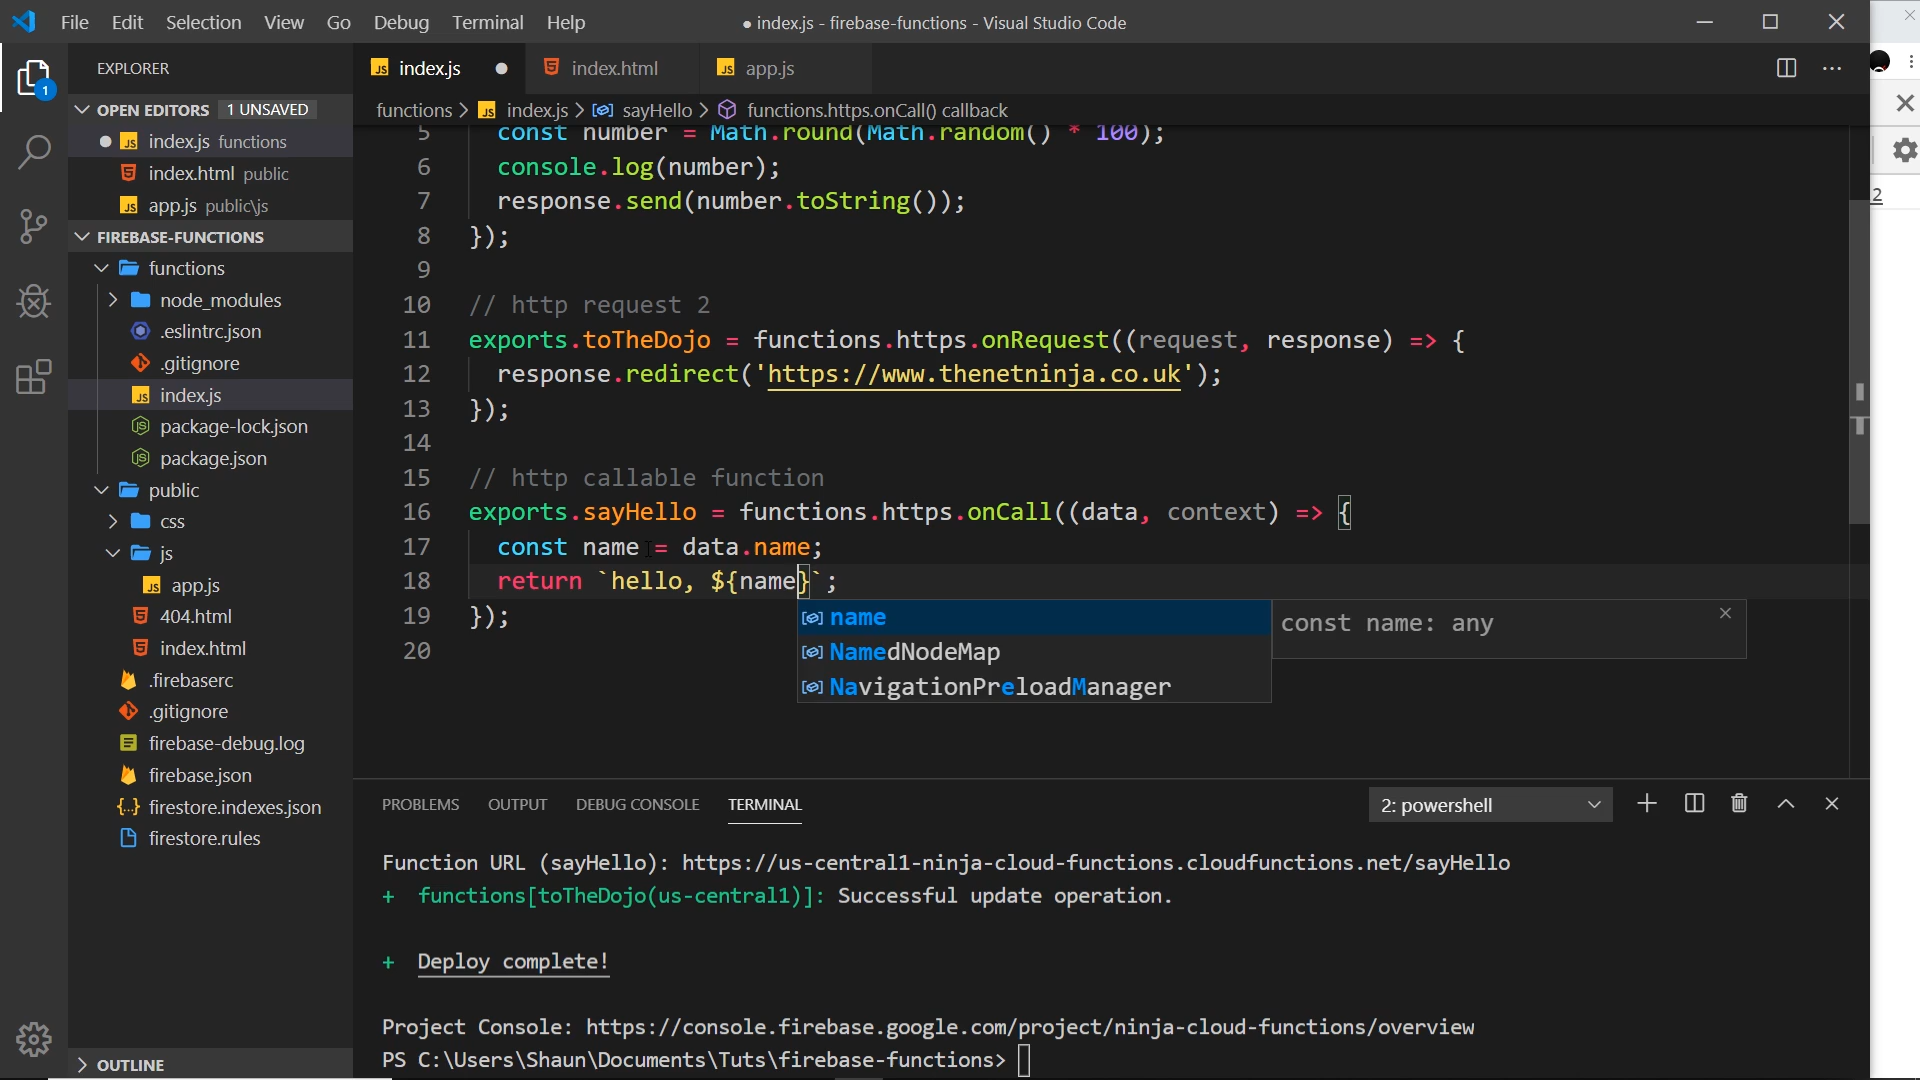 File Edit Selection View Go Debug Terminal Help
● index.js - firebase-functions - Visual Studio Code
EXPLORER
OPEN EDITORS 1 UNSAVED
index.js functions
index.html public
app.js public\js
FIREBASE-FUNCTIONS
functions
node_modules
.eslintrc.json
.gitignore
index.js
package-lock.json
package.json
public
css
js
app.js
404.html
index.html
.firebaserc
.gitignore
firebase-debug.log
firebase.json
firestore.indexes.json
firestore.rules
OUTLINE
1
index.js index.html app.js
functions > index.js > sayHello > functions.https.onCall() callback
5 const number = Math.round(Math.random() * 100);
6 console.log(number);
7 response.send(number.toString());
8 });
9
10 // http request 2
11 exports.toTheDojo = functions.https.onRequest((request, response) => {
12 response.redirect('https://www.thenetninja.co.uk');
13 });
14
15 // http callable function
16 exports.sayHello = functions.https.onCall((data, context) => {
17 const name = data.name;
18 return `hello, ${name}`;
19 });
20
name
NamedNodeMap
NavigationPreloadManager
const name: any
PROBLEMS OUTPUT DEBUG CONSOLE TERMINAL
2: powershell
Function URL (sayHello): https://us-central1-ninja-cloud-functions.cloudfunctions.net/sayHello
+ functions[toTheDojo(us-central1)]: Successful update operation.
+ Deploy complete!
Project Console: https://console.firebase.google.com/project/ninja-cloud-functions/overview
PS C:\Users\Shaun\Documents\Tuts\firebase-functions>
2